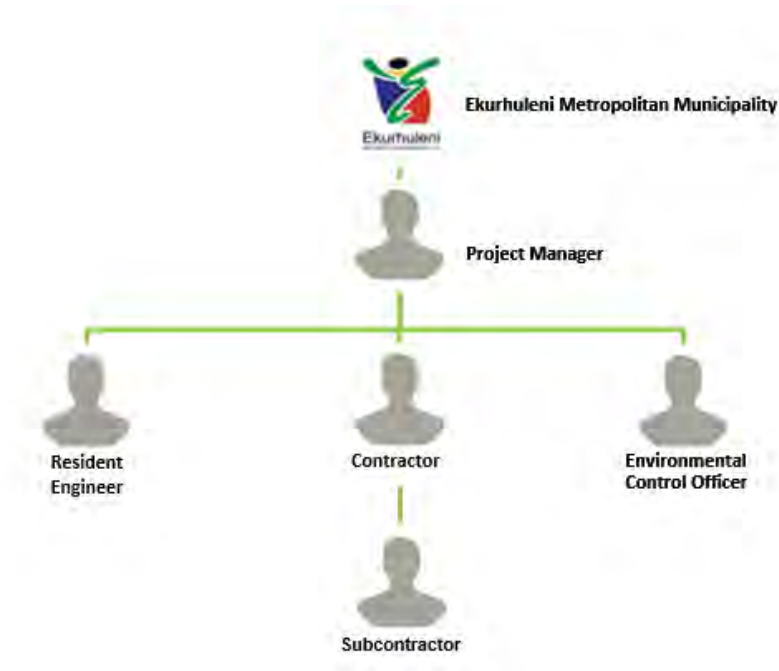 Ekurhuleni
Ekurhuleni Metropolitan Municipality
Project Manager
Resident
Engineer
Contractor
Environmental
Control Officer
Subcontractor